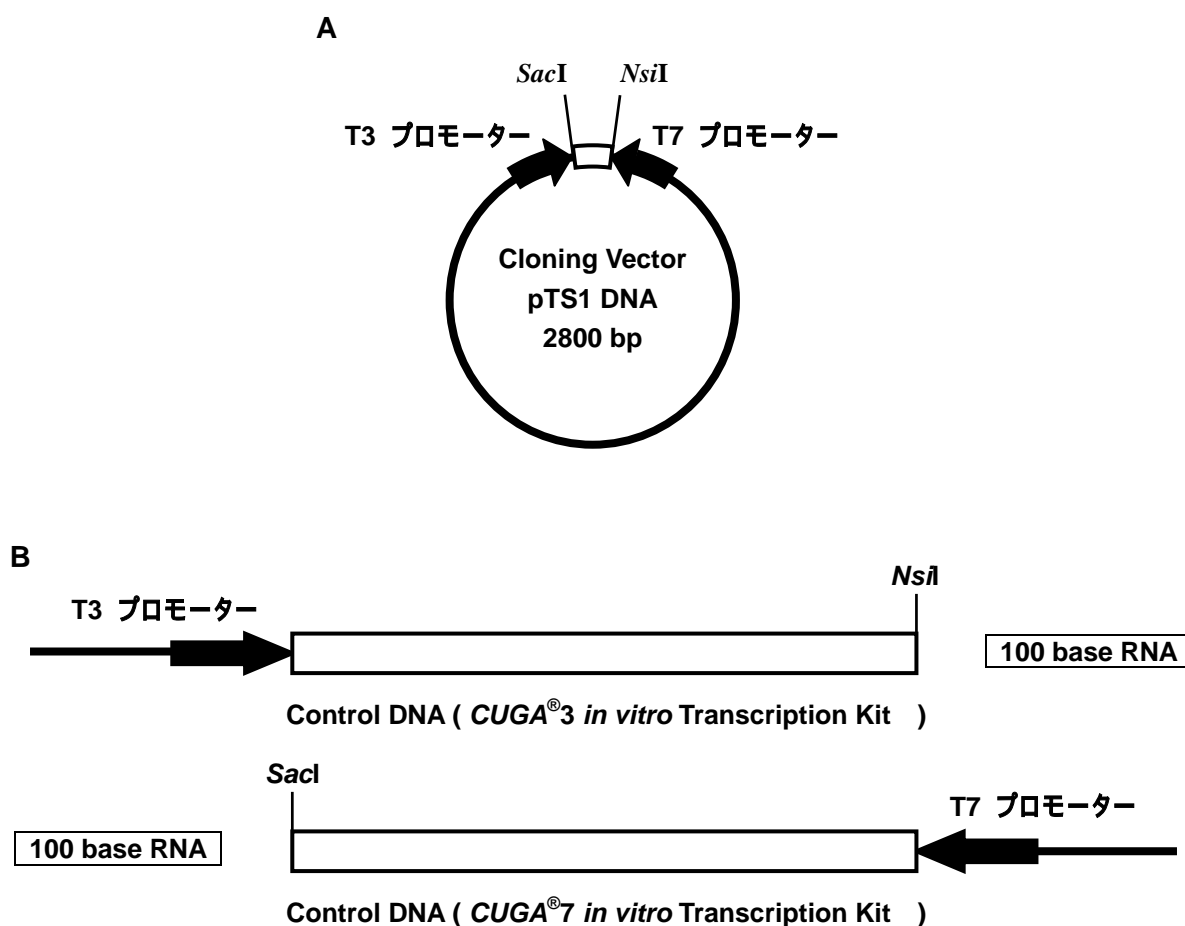 A
SacI NsiI
T3 プロモーター T7 プロモーター
Cloning Vector
pTS1 DNA
2800 bp
B
NsiI
T3 プロモーター
100 base RNA
Control DNA ( CUGA®3 in vitro Transcription Kit )
SacI
T7 プロモーター
100 base RNA
Control DNA ( CUGA®7 in vitro Transcription Kit )